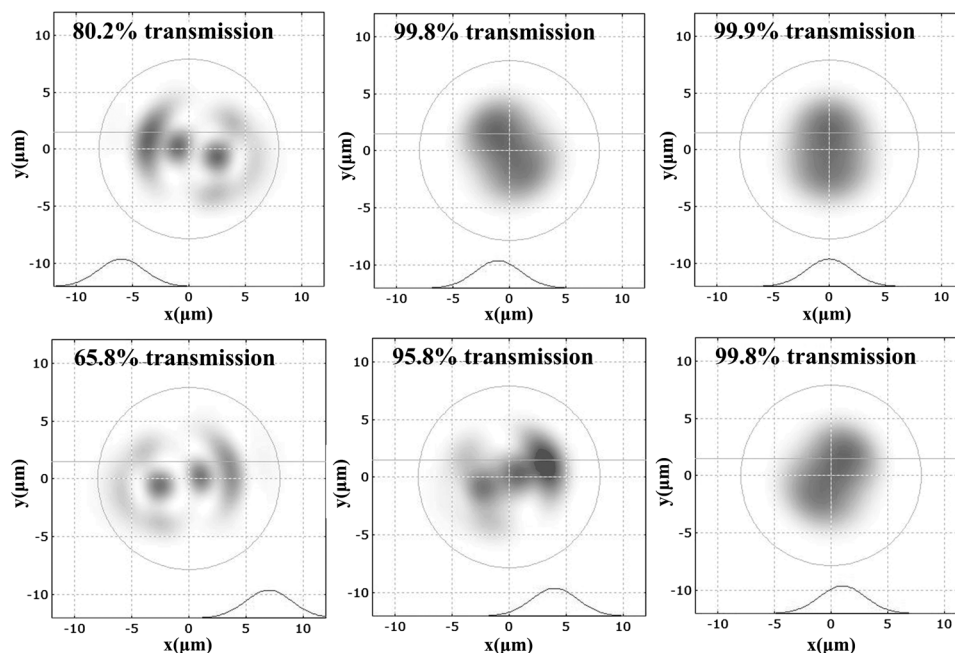 80.2% transmission
99.8% transmission
99.9% transmission
10
5
0
-5
-10
y(μm)
-10 -5 0 5 10
x(μm)
10
5
0
-5
-10
y(μm)
-10 -5 0 5 10
x(μm)
10
5
0
-5
-10
y(μm)
-10 -5 0 5 10
x(μm)
65.8% transmission
95.8% transmission
99.8% transmission
10
5
0
-5
-10
y(μm)
-10 -5 0 5 10
x(μm)
10
5
0
-5
-10
y(μm)
-10 -5 0 5 10
x(μm)
10
5
0
-5
-10
y(μm)
-10 -5 0 5 10
x(μm)